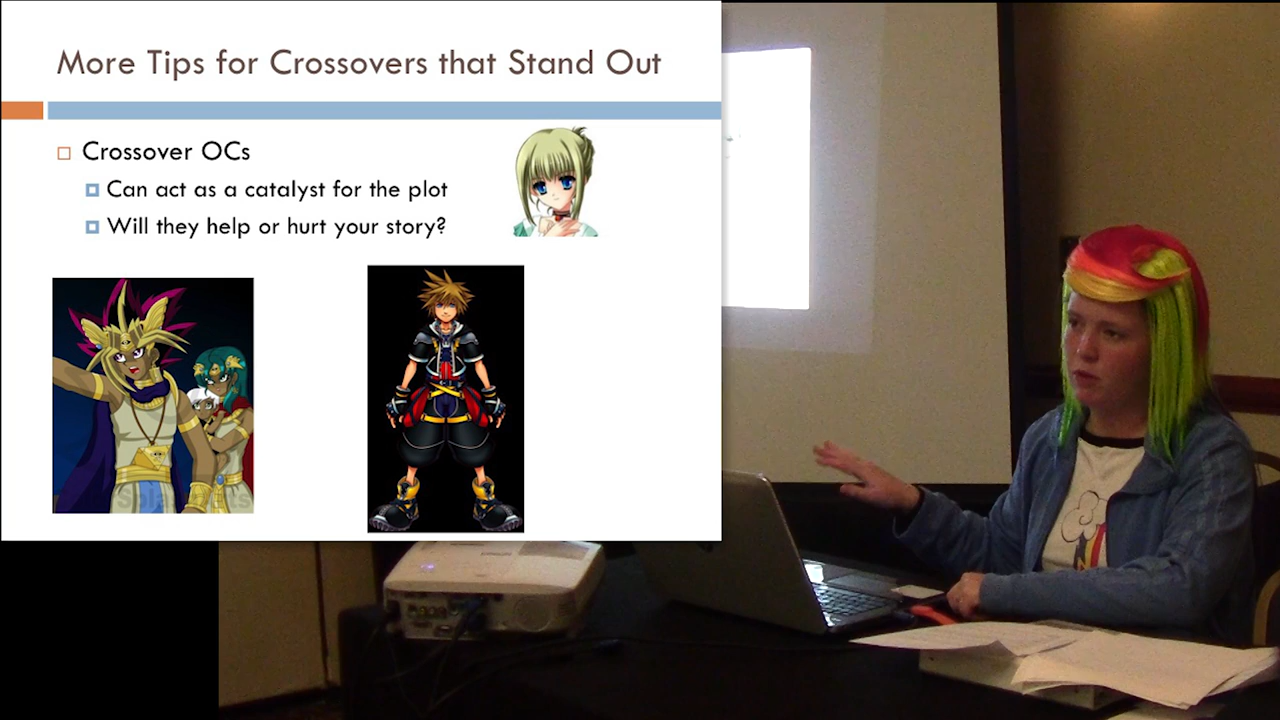 More Tips for Crossovers that Stand Out
Crossover OCs
Can act as a catalyst for the plot
Will they help or hurt your story?